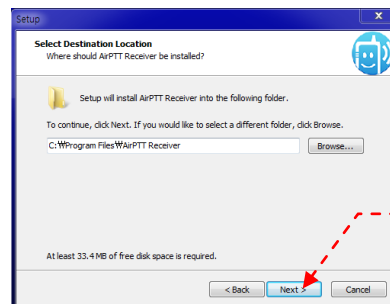 Setup
Select Destination Location
Where should AirPTT Receiver be installed?
Setup will install AirPTT Receiver into the following folder.
To continue, click Next. If you would like to select a different folder, click Browse.
C:₩Program Files₩AirPTT Receiver
Browse...
At least 33.4 MB of free disk space is required.
< Back
Next >
Cancel